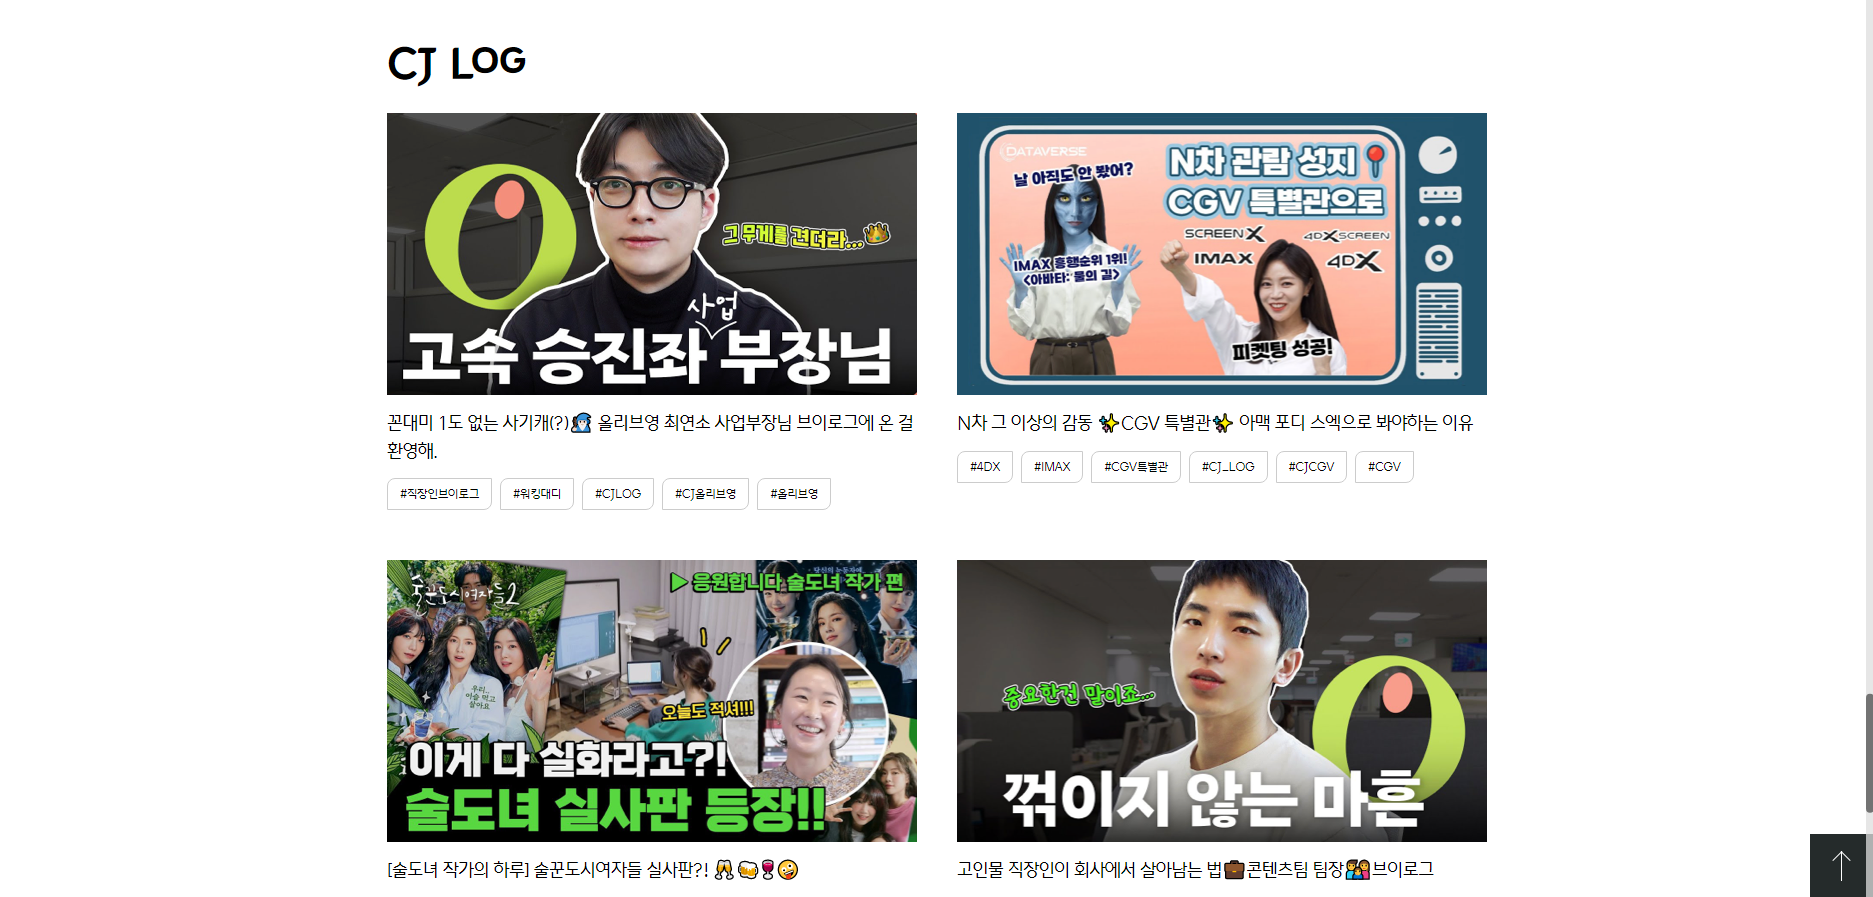 CJ LOG
그 무게를 견뎌라...
사업
고속 승진좌 부장님
DATAVERSE
날 아직도 안 봤어?
N차 관람 성지
CGV 특별관으로
SCREENX
4DXSCREEN
IMAX
4DX
IMAX 흥행순위 1위!
<아바타: 물의 길>
피켓팅 성공!
꼰대미 1도 없는 사기캐(?)🧝🏻 올리브영 최연소 사업부장님 브이로그에 온 걸
환영해.
#직장인브이로그 #워킹대디 #CJLOG #CJ올리브영 #올리브영
N차 그 이상의 감동 ✨CGV 특별관✨ 아맥 포디 스엑으로 봐야하는 이유
#4DX #IMAX #CGV특별관 #CJ_LOG #CJCGV #CGV
술꾼도시여자들2
▶ 응원합니다 술도녀 작가 편
우리..
이슬 먹고
살아요
오늘도 적셔!!!
이게 다 실화라고?!
술도녀 실사판 등장!!
중요한건 말이죠...
꺾이지 않는 마흔
[술도녀 작가의 하루] 술꾼도시여자들 실사판?! 🥂🍻🍷🤪
고인물 직장인이 회사에서 살아남는 법💼콘텐츠팀 팀장👨‍👩‍👧브이로그